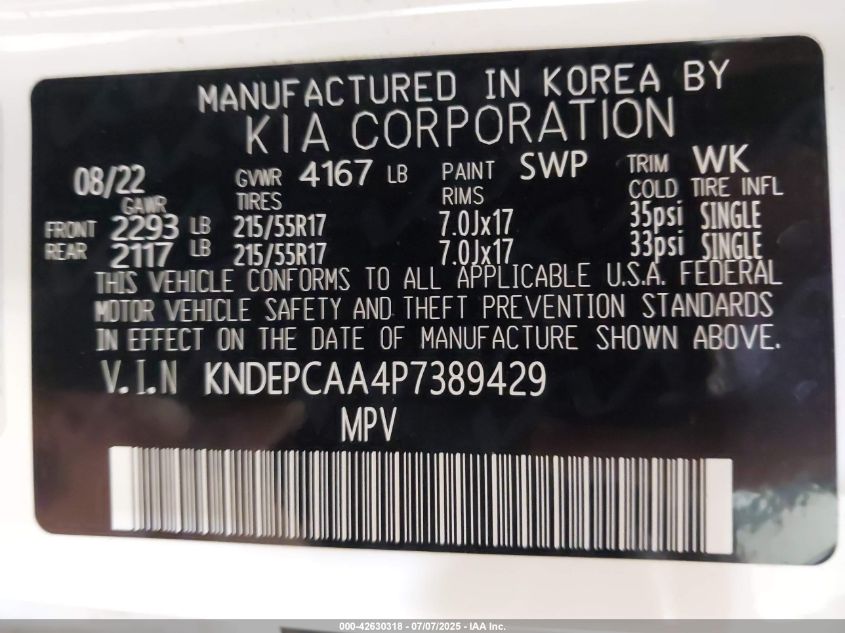 MANUFACTURED IN KOREA BY
KIA CORPORATION
08/22 GVWR 4167 LB PAINT SWP TRIM WK
GAWR TIRES RIMS COLD TIRE INFL
FRONT 2293 LB 215/55R17 7.0Jx17 35psi SINGLE
REAR 2117 LB 215/55R17 7.0Jx17 33psi SINGLE
THIS VEHICLE CONFORMS TO ALL APPLICABLE U.S.A. FEDERAL
MOTOR VEHICLE SAFETY AND THEFT PREVENTION STANDARDS
IN EFFECT ON THE DATE OF MANUFACTURE SHOWN ABOVE.
V.I.N KNDEPCAA4P7389429
MPV
000-42630318 - 07/07/2025 - IAA Inc.